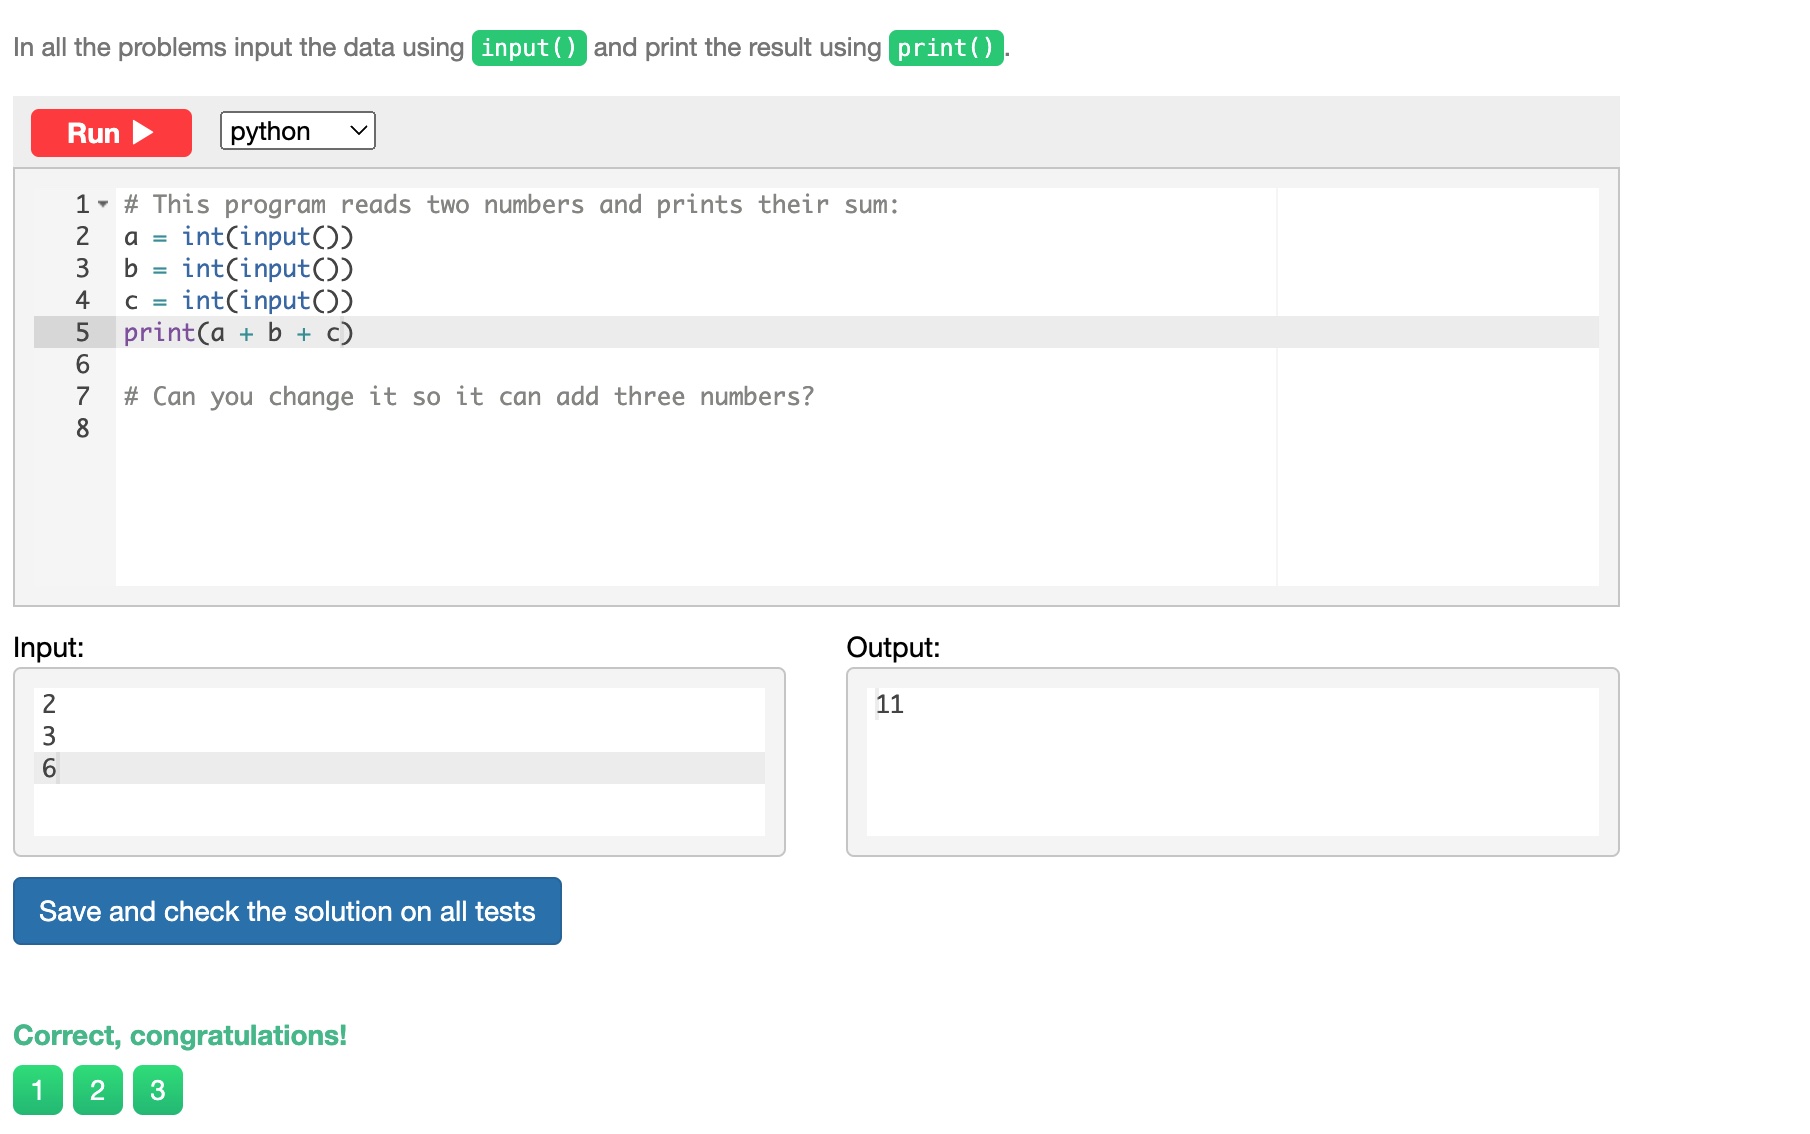 In all the problems input the data using input() and print the result using print().
Run
python
1 # This program reads two numbers and prints their sum:
2 a = int(input())
3 b = int(input())
4 c = int(input())
5 print(a + b + c)
6
7 # Can you change it so it can add three numbers?
8
Input:
2
3
6
Output:
11
Save and check the solution on all tests
Correct, congratulations!
1 2 3